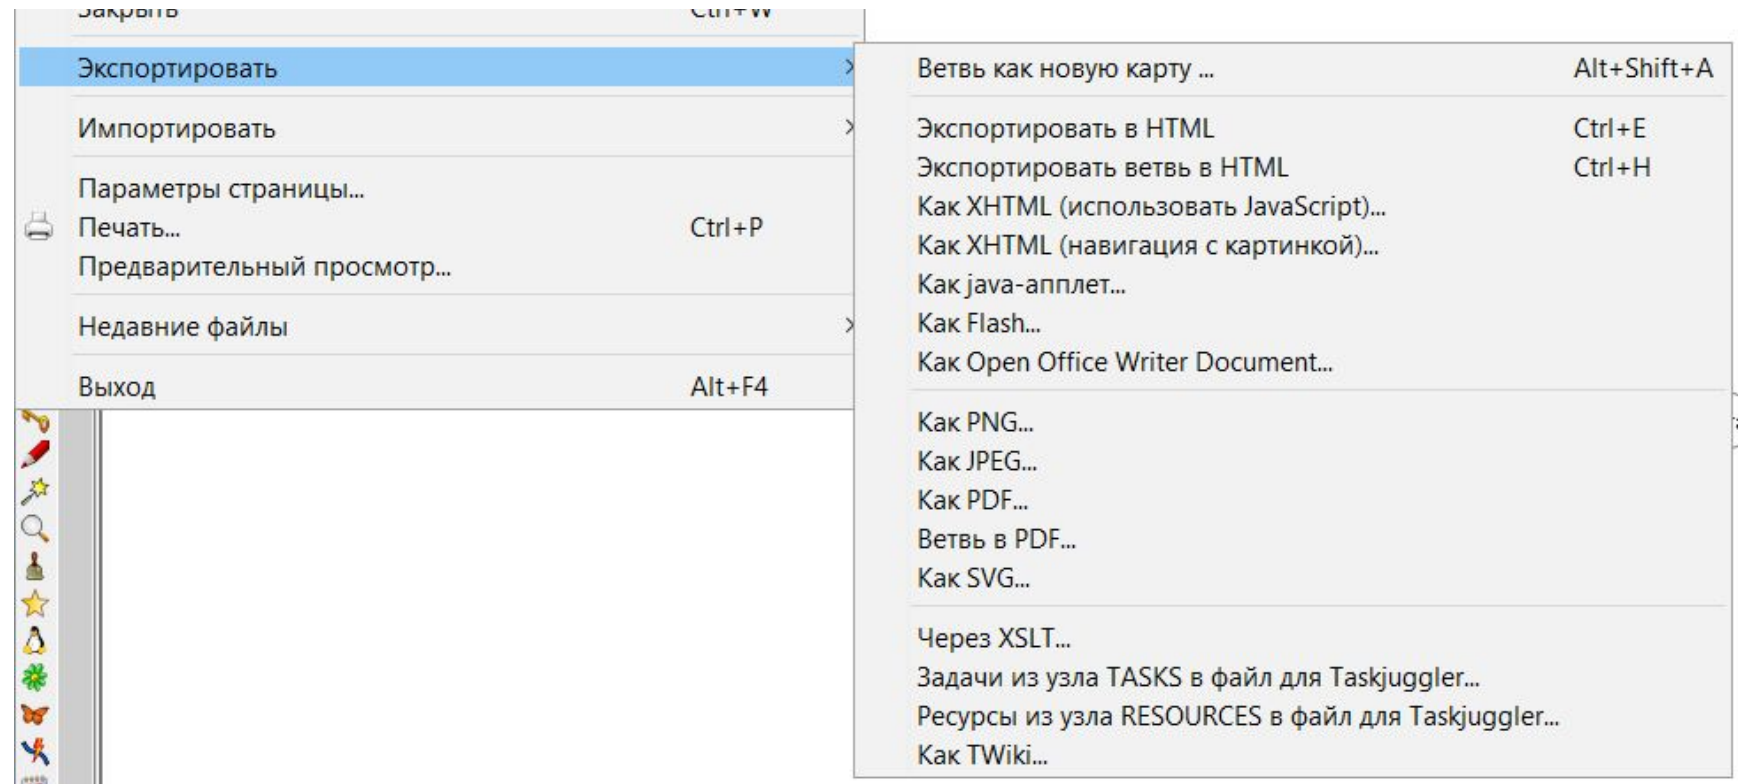 Закрыть Ctrl+W
Экспортировать
Импортировать
Параметры страницы...
Печать... Ctrl+P
Предварительный просмотр...
Недавние файлы
Выход Alt+F4
Ветвь как новую карту ... Alt+Shift+A
Экспортировать в HTML Ctrl+E
Экспортировать ветвь в HTML Ctrl+H
Как XHTML (использовать JavaScript)...
Как XHTML (навигация с картинкой)...
Как java-апплет...
Как Flash...
Как Open Office Writer Document...
Как PNG...
Как JPEG...
Как PDF...
Ветвь в PDF...
Как SVG...
Через XSLT...
Задачи из узла TASKS в файл для Taskjuggler...
Ресурсы из узла RESOURCES в файл для Taskjuggler...
Как TWiki...